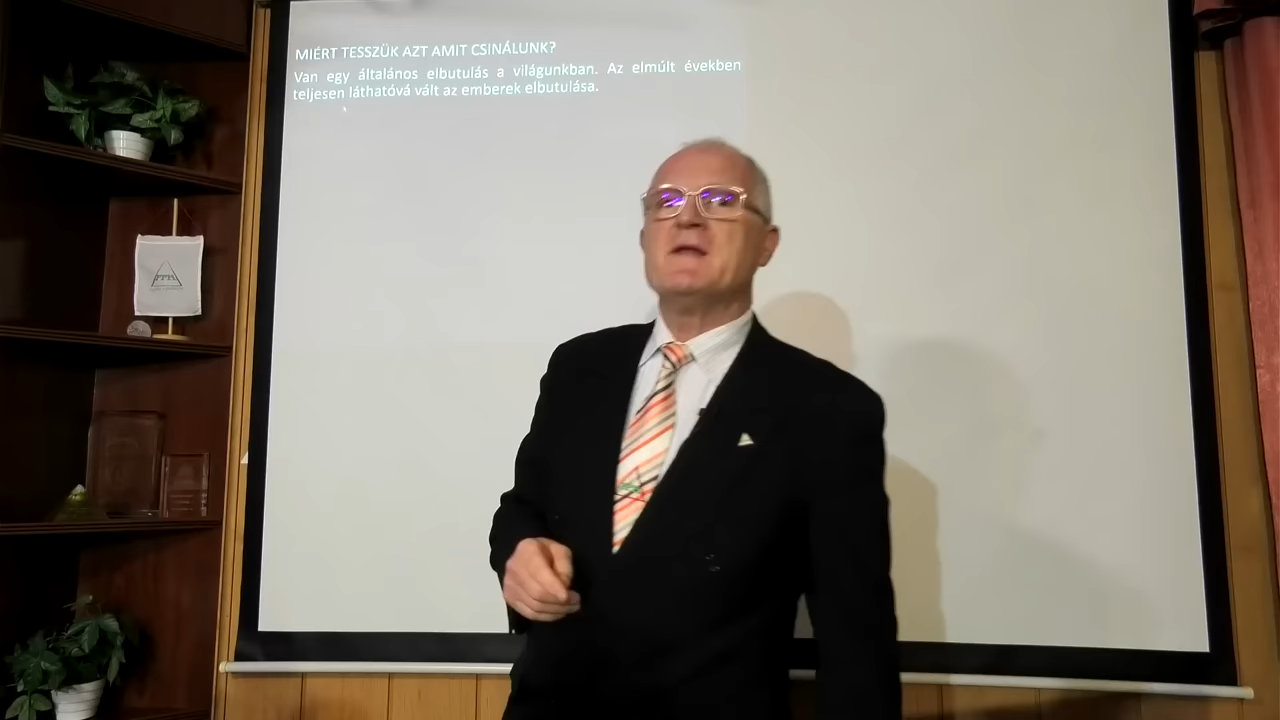 MIÉRT TESSZÜK AZT AMIT CSINÁLUNK?
Van egy általános elbutulás a világunkban. Az elmúlt években
teljesen láthatóvá vált az emberek elbutulása.